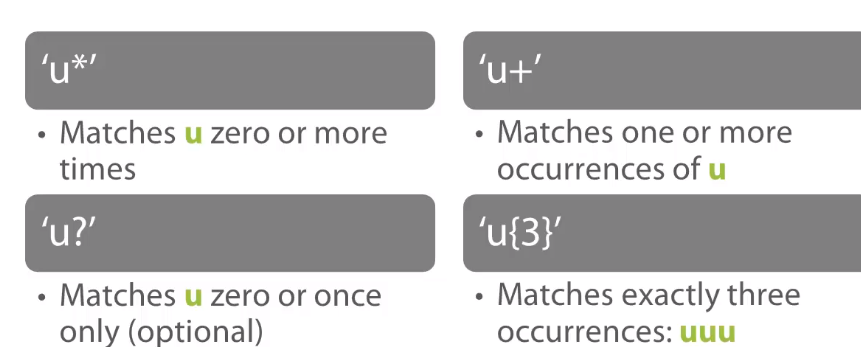 ‘u*’
• Matches u zero or more
times
‘u+’
• Matches one or more
occurrences of u
‘u?’
• Matches u zero or once
only (optional)
‘u{3}’
• Matches exactly three
occurrences: uuu